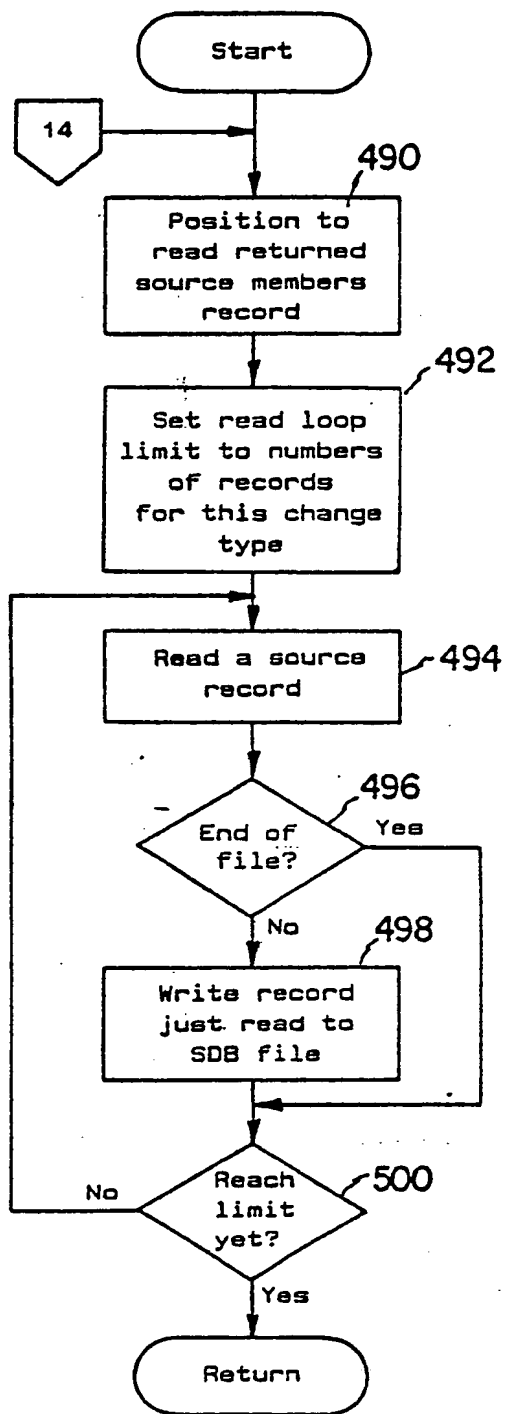 Start
14
490
Position to
read returned
source members
record
492
Set read loop
limit to numbers
of records
for this change
type
Read a source
record
494
496
End of
file?
Yes
No
498
Write record
just read to
SDB file
Reach
limit
yet?
500
No
Yes
Return